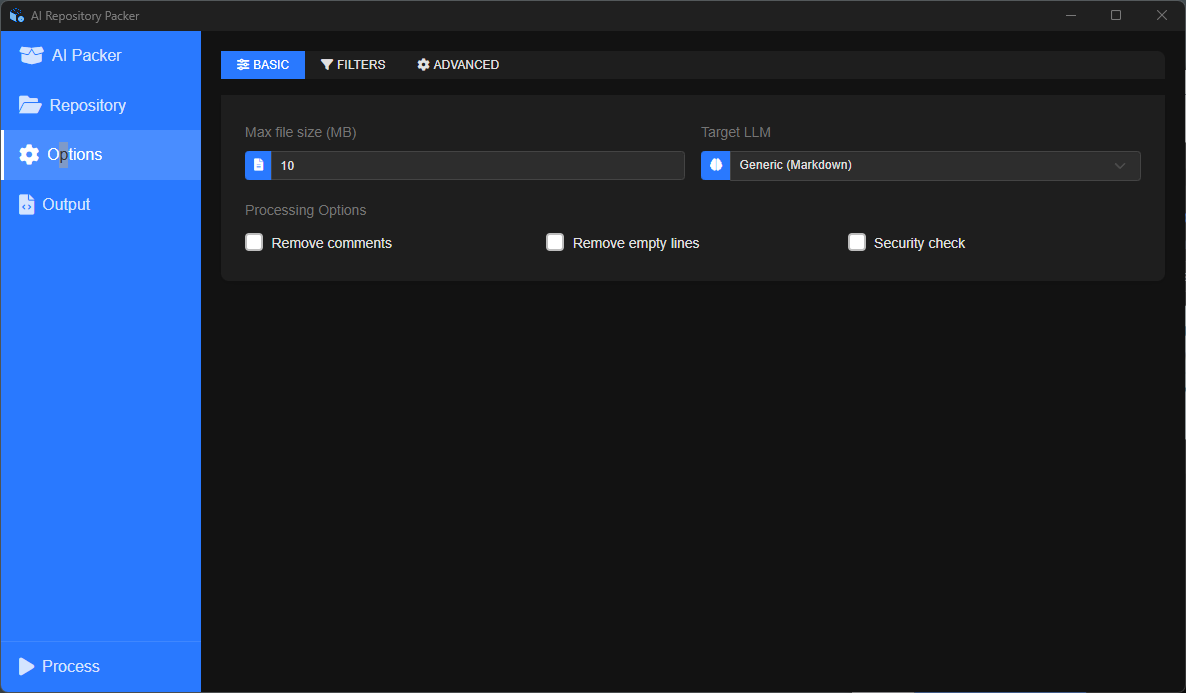 AI Repository Packer
AI Packer
Repository
Options
Output
Process
BASIC FILTERS ADVANCED
Max file size (MB) Target LLM
10 Generic (Markdown)
Processing Options
Remove comments Remove empty lines Security check